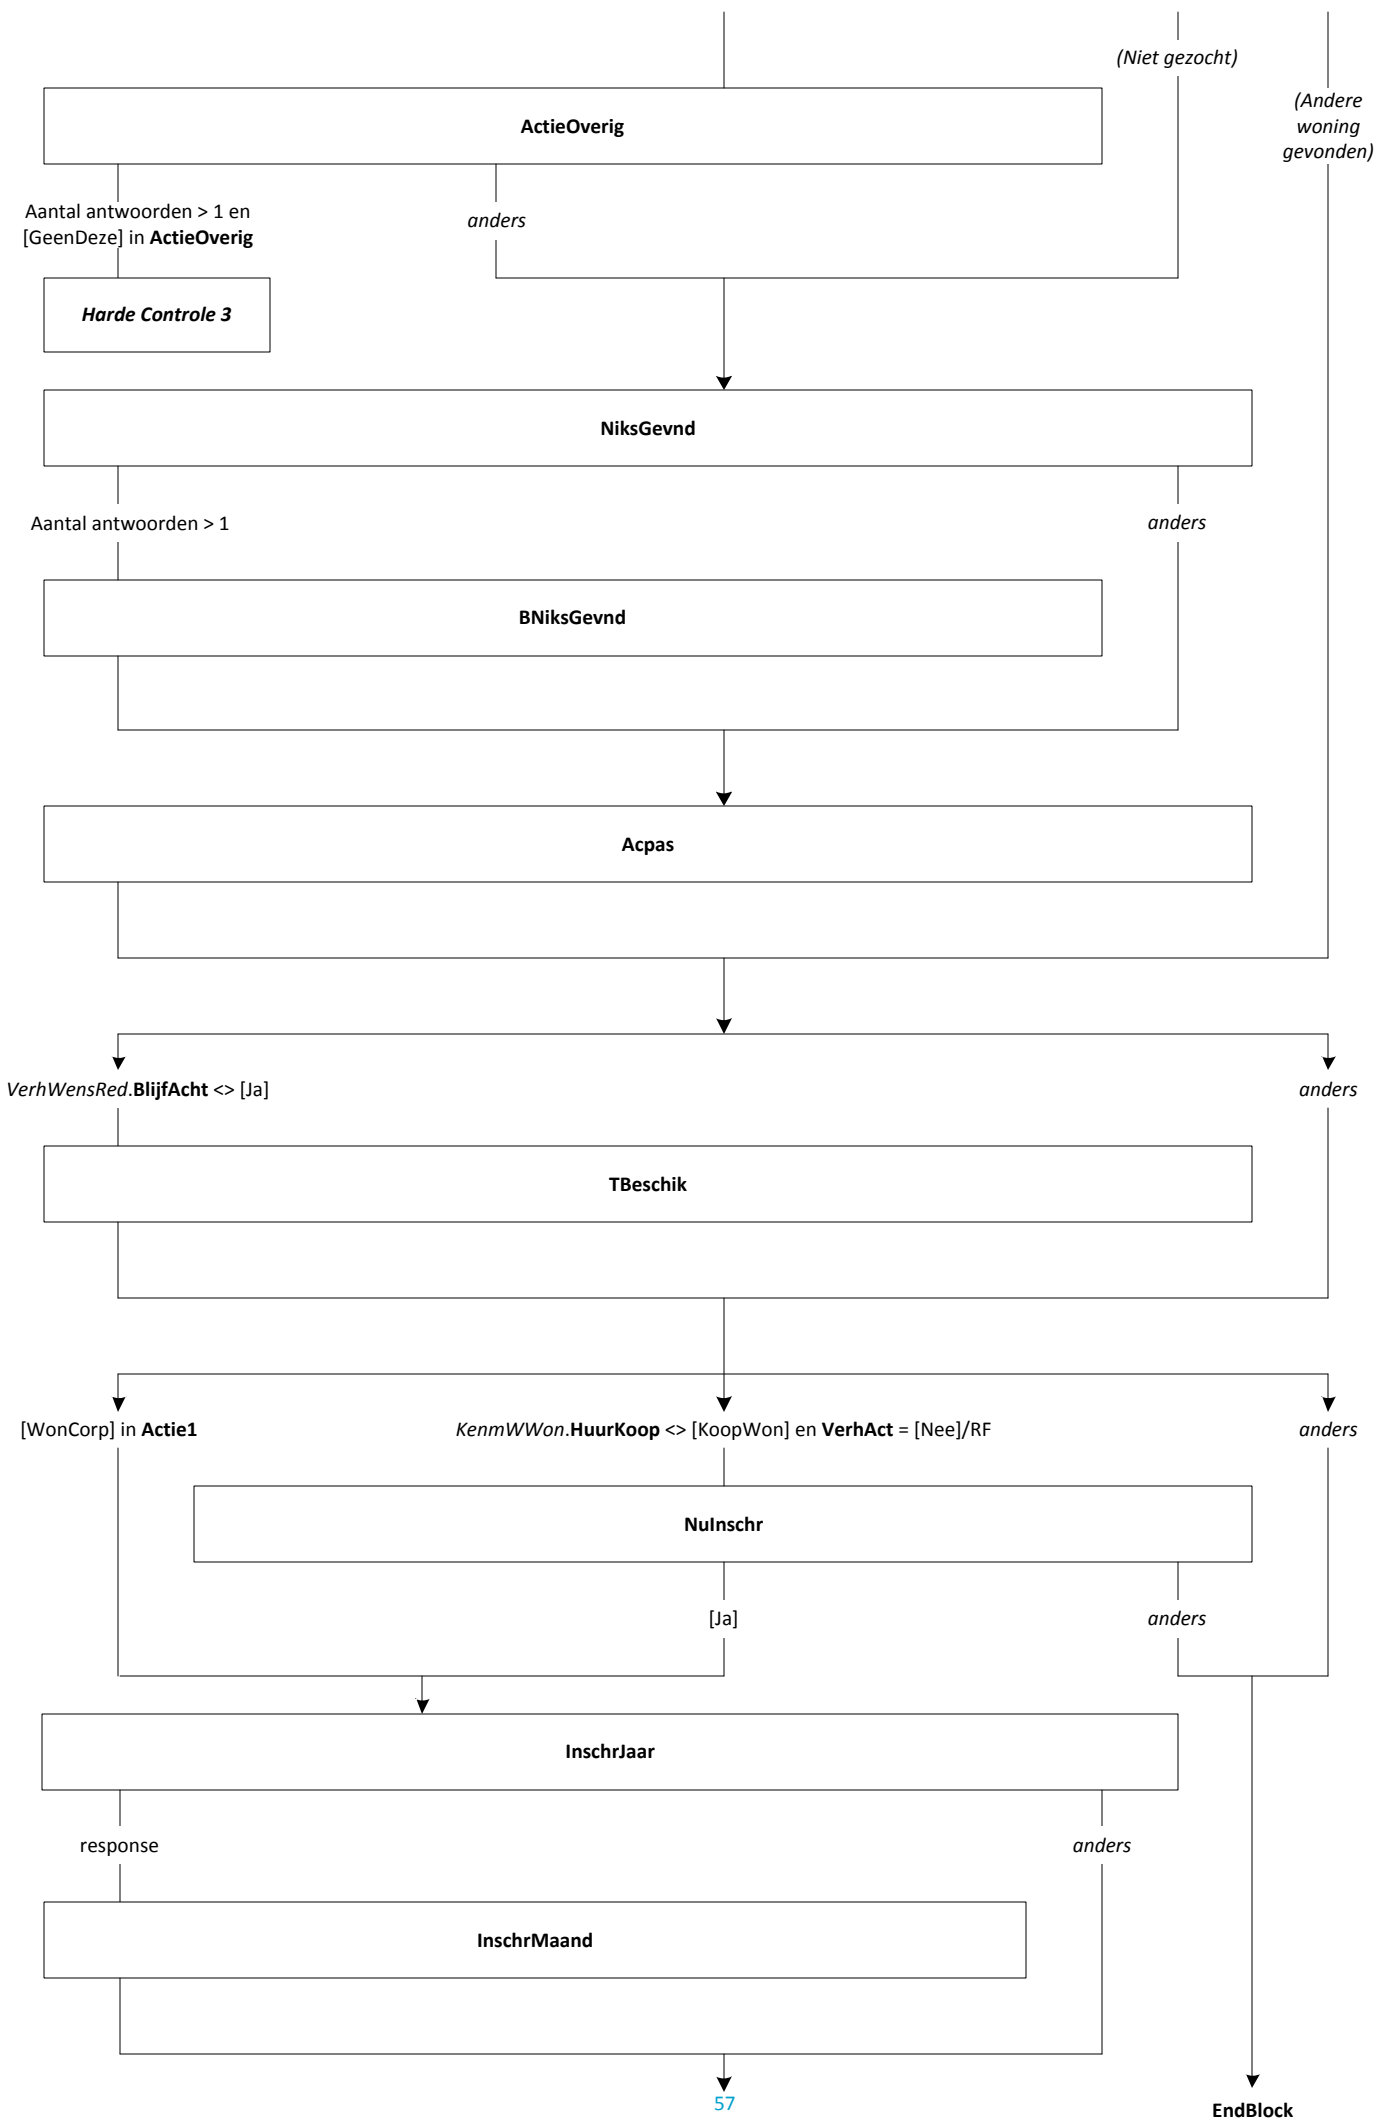 (Niet gezocht)
(Andere
woning
gevonden)
ActieOverig
Aantal antwoorden > 1 en
[GeenDeze] in ActieOverig
anders
Harde Controle 3
NiksGevnd
Aantal antwoorden > 1
anders
BNiksGevnd
Acpas
VerhWensRed.BlijfAcht <> [Ja]
anders
TBeschik
[WonCorp] in Actie1
KenmWWon.HuurKoop <> [KoopWon] en VerhAct = [Nee]/RF
anders
NuInschr
[Ja]
anders
InschrJaar
response
anders
InschrMaand
57
EndBlock